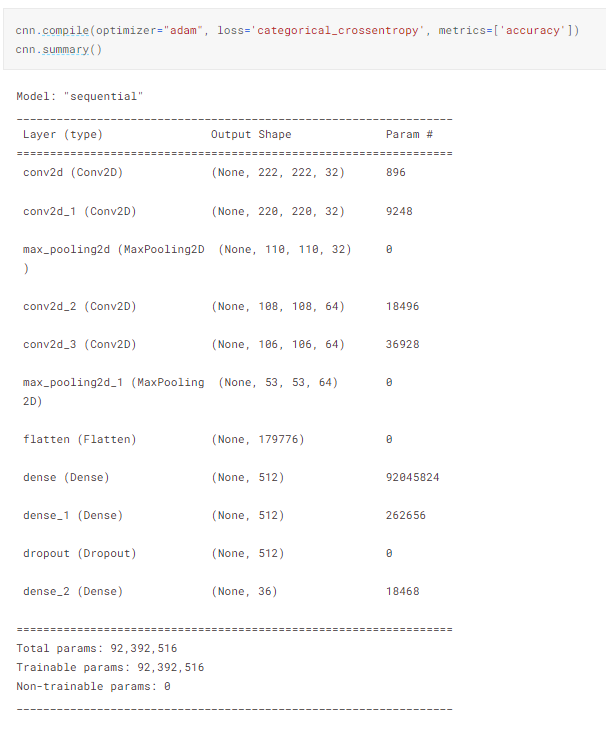 cnn.compile(optimizer="adam", loss='categorical_crossentropy', metrics=['accuracy'])
cnn.summary()
Model: "sequential"
_________________________________________________________________
Layer (type) Output Shape Param #
=================================================================
conv2d (Conv2D) (None, 222, 222, 32) 896
conv2d_1 (Conv2D) (None, 220, 220, 32) 9248
max_pooling2d (MaxPooling2D (None, 110, 110, 32) 0
)
conv2d_2 (Conv2D) (None, 108, 108, 64) 18496
conv2d_3 (Conv2D) (None, 106, 106, 64) 36928
max_pooling2d_1 (MaxPooling (None, 53, 53, 64) 0
2D)
flatten (Flatten) (None, 179776) 0
dense (Dense) (None, 512) 92045824
dense_1 (Dense) (None, 512) 262656
dropout (Dropout) (None, 512) 0
dense_2 (Dense) (None, 36) 18468
=================================================================
Total params: 92,392,516
Trainable params: 92,392,516
Non-trainable params: 0
_________________________________________________________________